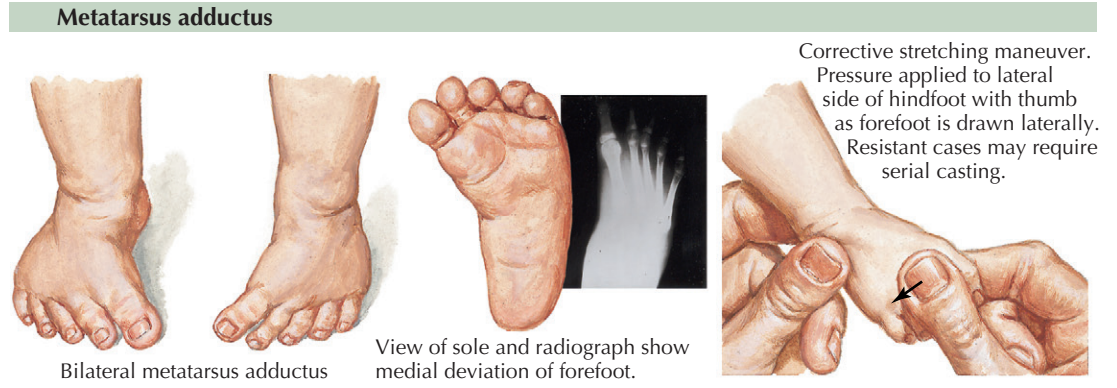 Metatarsus adductus
Corrective stretching maneuver.
Pressure applied to lateral
side of hindfoot with thumb
as forefoot is drawn laterally.
Resistant cases may require
serial casting.
Bilateral metatarsus adductus
View of sole and radiograph show
medial deviation of forefoot.